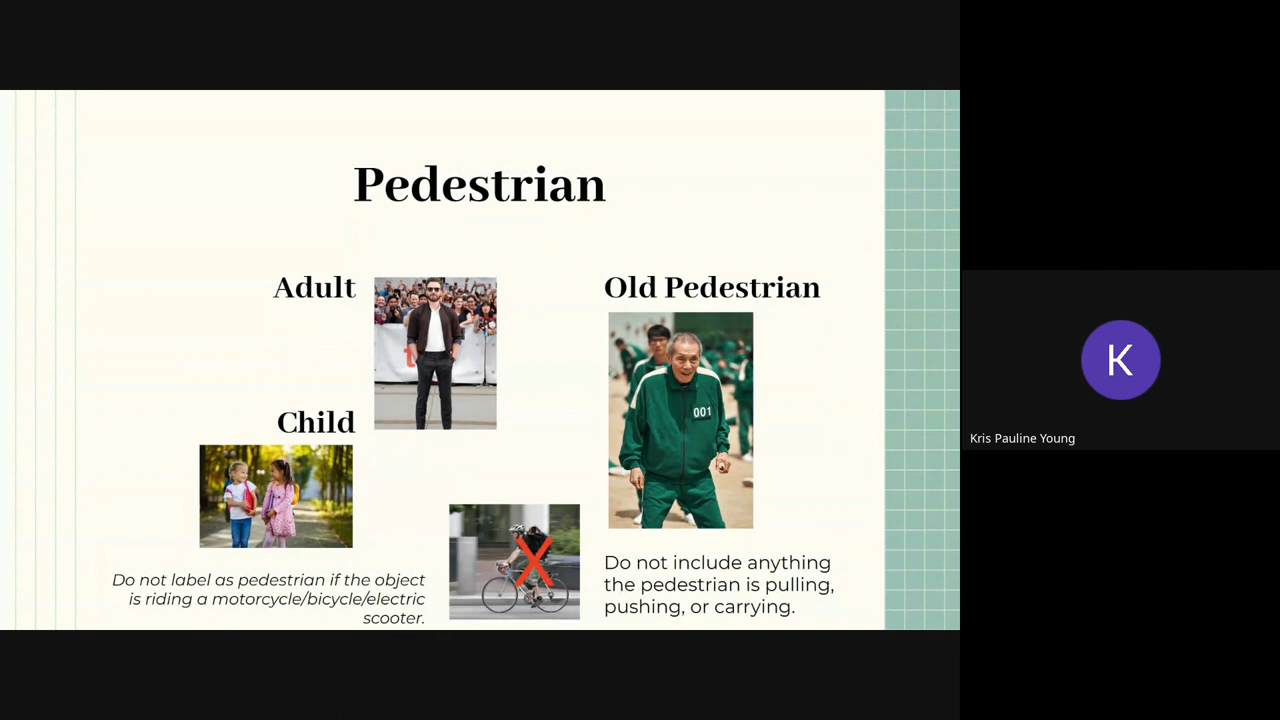 Pedestrian
Adult
Old Pedestrian
001
Child
Do not label as pedestrian if the object
is riding a motorcycle/bicycle/electric
scooter.
X
Do not include anything
the pedestrian is pulling,
pushing, or carrying.
K
Kris Pauline Young